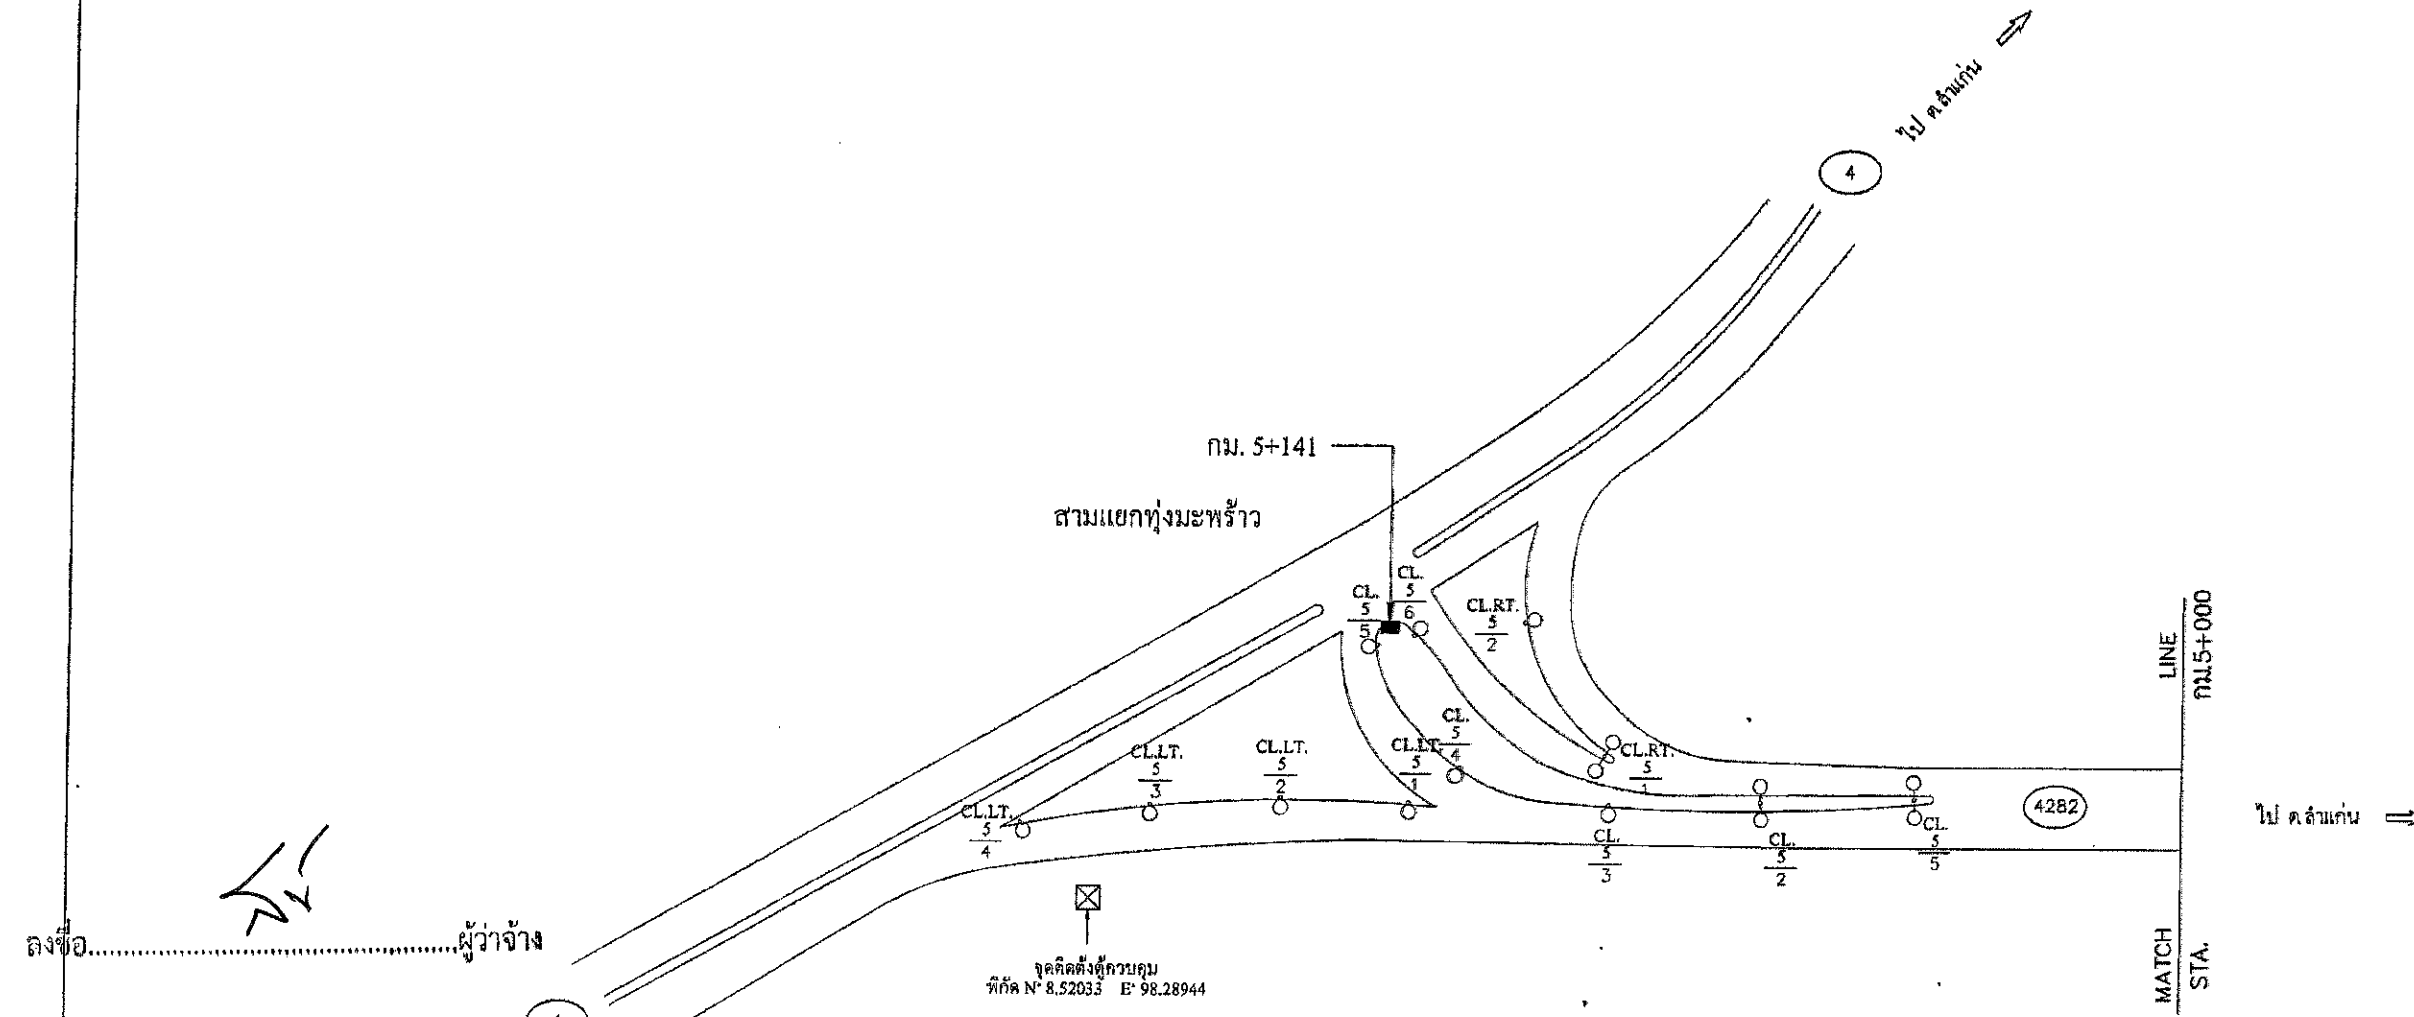 ไป ต.ลำแก่น
4
กม. 5+141
สามแยกทุ่งมะพร้าว
CL.
5
6
CL.
5
5
CL.RT.
5
2
LINE
กม.5+000
CL.
5
4
CL.LT.
5
3
CL.LT.
5
2
CL.LT.
5
1
CL.RT.
5
1
CL.LT.
5
4
4282
ไป ต.ลำแก่น
CL.
5
3
CL.
5
2
CL.
5
5
ลงชื่อ..........ผู้ว่าจ้าง
MATCH
STA.
จุดติดตั้งตู้ควบคุม
พิกัด N° 8.52033 E° 98.28944